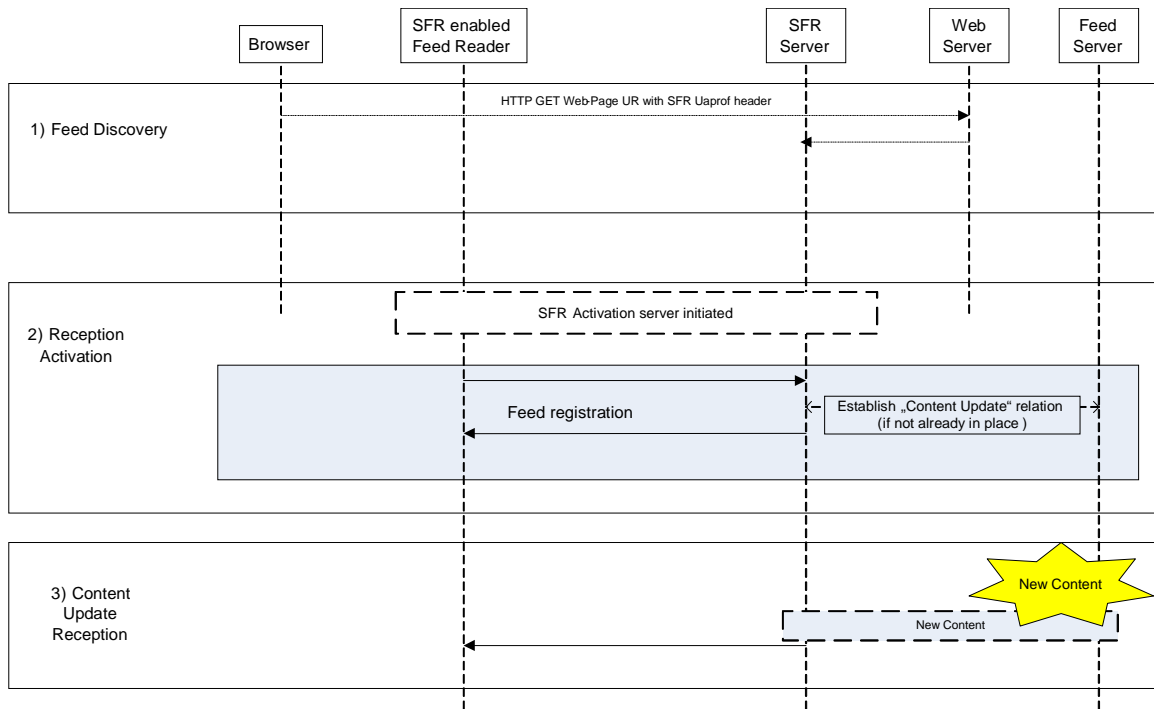 Browser
SFR enabled
Feed Reader
SFR
Server
Web
Server
Feed
Server
HTTP GET Web-Page UR with SFR Uaprof header
1) Feed Discovery
SFR Activation server initiated
2) Reception
Activation
Feed registration
Establish „Content Update“ relation
(if not already in place )
New Content
3) Content
Update
Reception
New Content